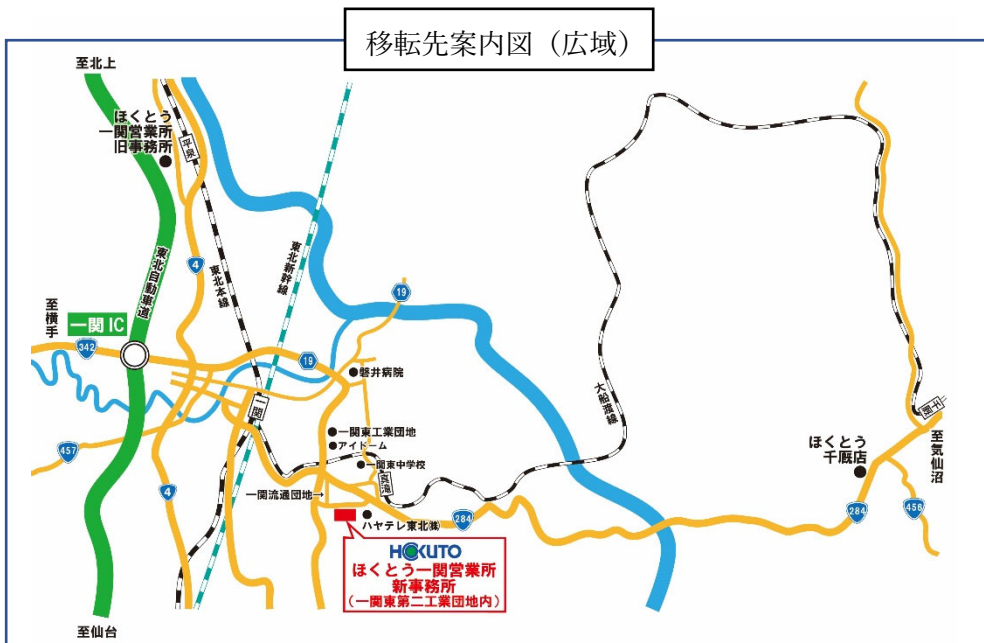 移転先案内図（広域）
至北上
ほくとう
一関営業所
旧事務所
平泉
東北自動車道
4
東北本線
東北新幹線
19
至横手
一関 IC
342
19
磐井病院
一関
大船渡線
千厩
一関東工業団地
アイドーム
457
一関東中学校
真滝
ほくとう
千厩店
至気仙沼
4
一関流通団地→
ハヤテレ東北㈱
284
284
456
HOKUTO
ほくとう一関営業所
新事務所
（一関東第二工業団地内）
至仙台